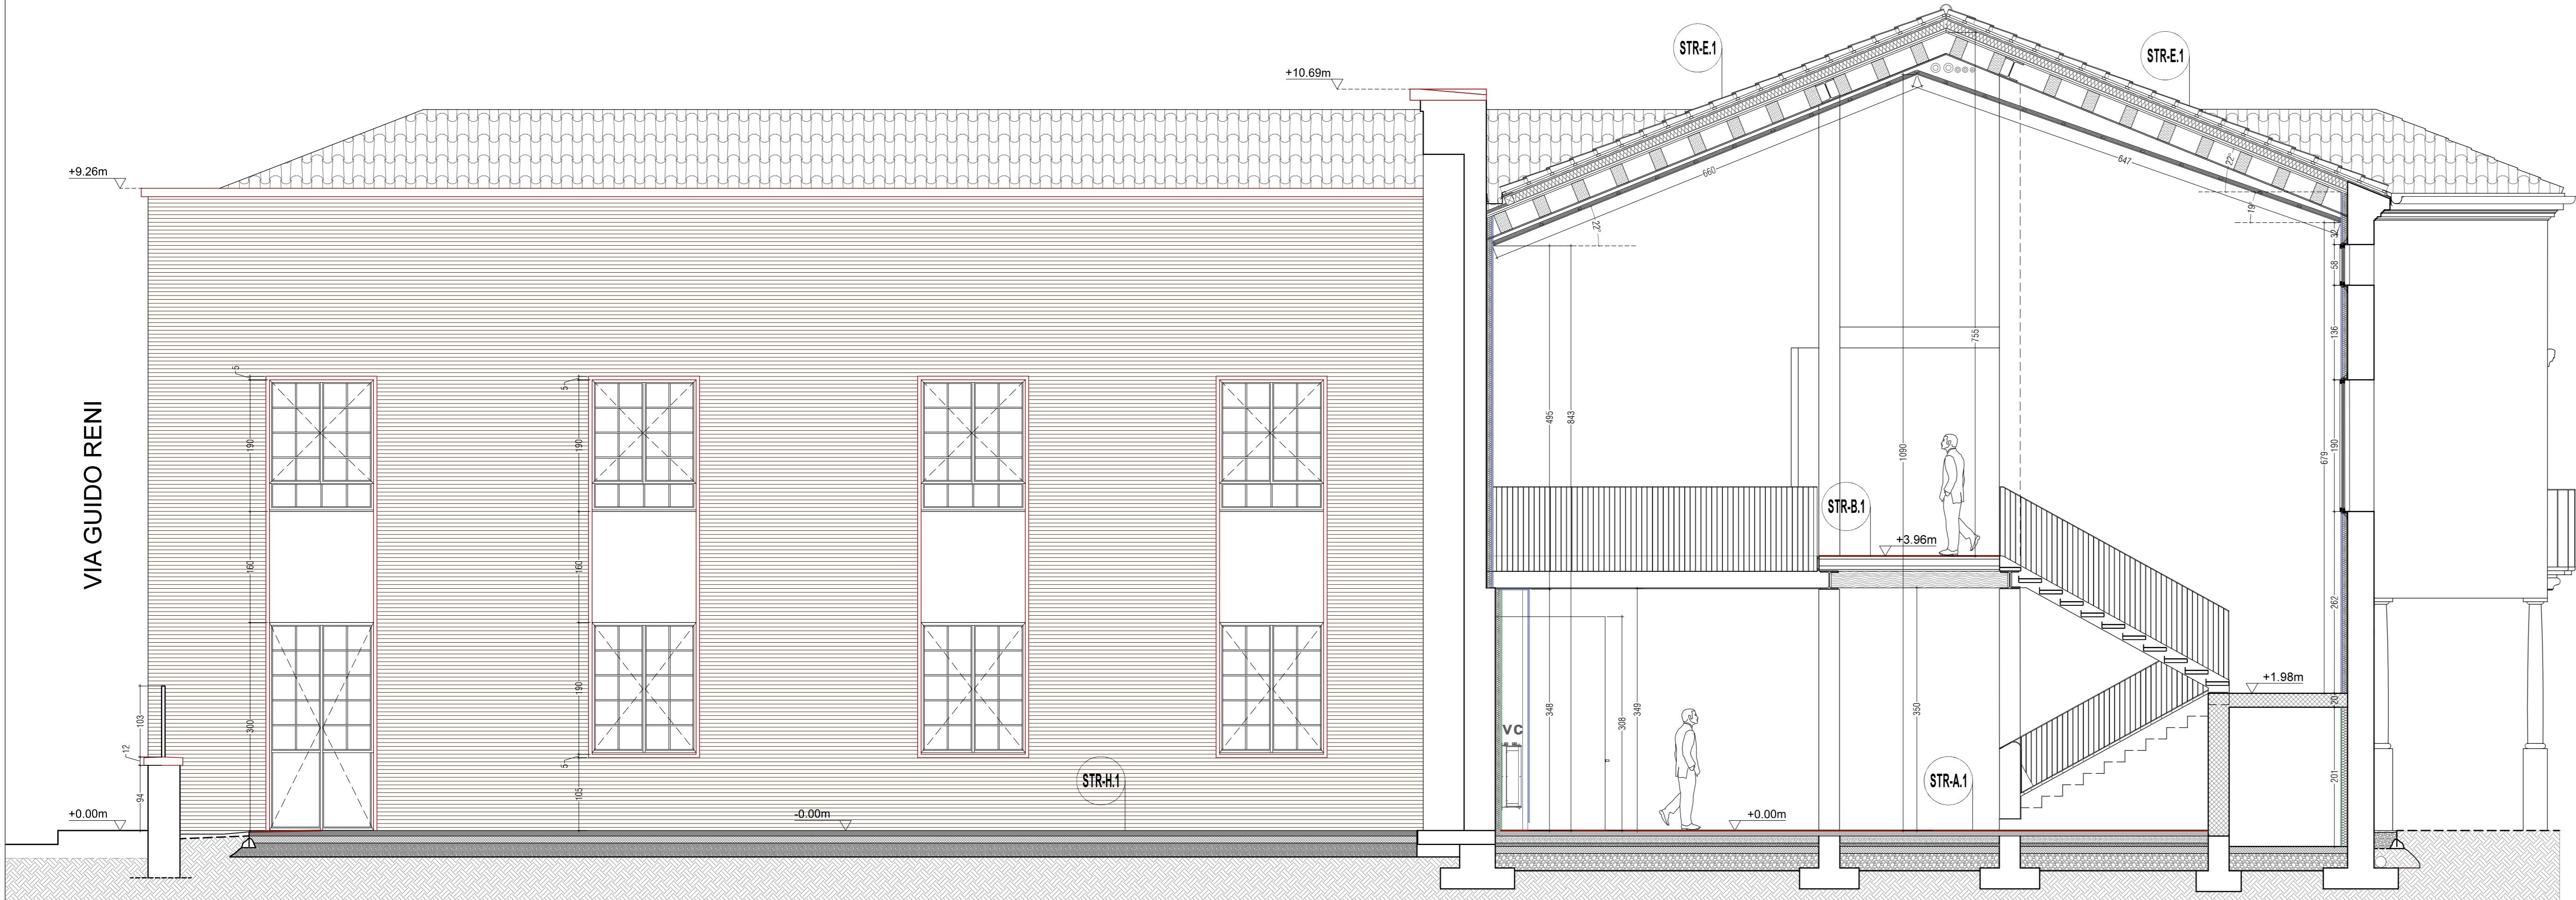 STR-E.1
STR-E.1
+10.69m
+9.26m
660
647
22°
19°
22°
32
58
136
755
495
843
1090
190
679
5
5
190
190
VIA GUIDO RENI
STR-B.1
+3.96m
160
160
262
190
300
103
12
94
5
105
STR-H.1
348
308
349
350
VC
STR-A.1
+1.98m
20
201
+0.00m
-0.00m
+0.00m